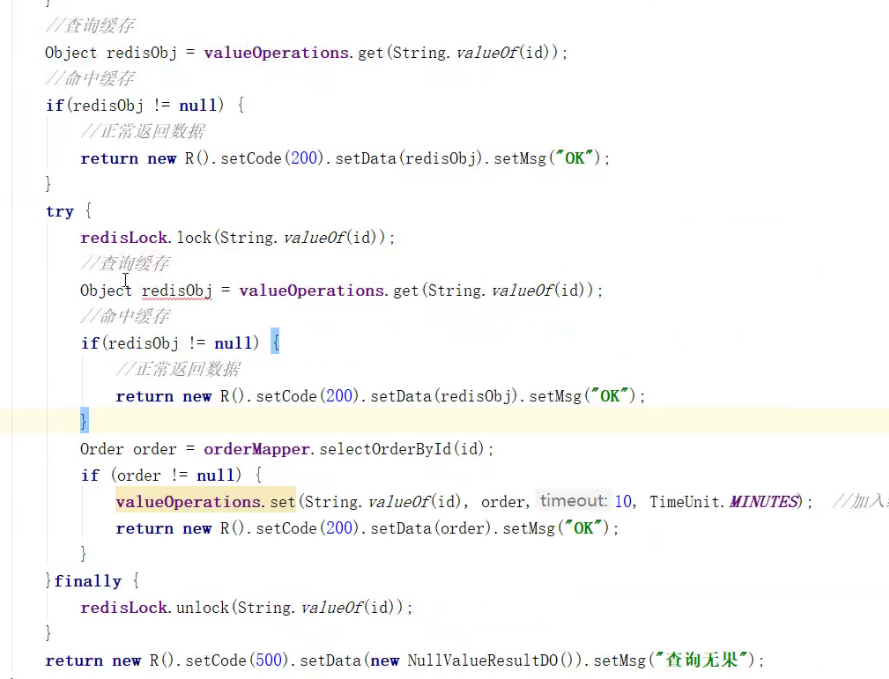 }
//查询缓存
Object redisObj = valueOperations.get(String.valueOf(id));
//命中缓存
if(redisObj != null) {
//正常返回数据
return new R().setCode(200).setData(redisObj).setMsg("OK");
}
try {
redisLock.lock(String.valueOf(id));
//查询缓存
Object redisObj = valueOperations.get(String.valueOf(id));
//命中缓存
if(redisObj != null) {
//正常返回数据
return new R().setCode(200).setData(redisObj).setMsg("OK");
}
Order order = orderMapper.selectOrderById(id);
if (order != null) {
valueOperations.set(String.valueOf(id), order, timeout: 10, TimeUnit.MINUTES); //加入
return new R().setCode(200).setData(order).setMsg("OK");
}
}finally {
redisLock.unlock(String.valueOf(id));
}
return new R().setCode(500).setData(new NullValueResultDO()).setMsg("查询无果");